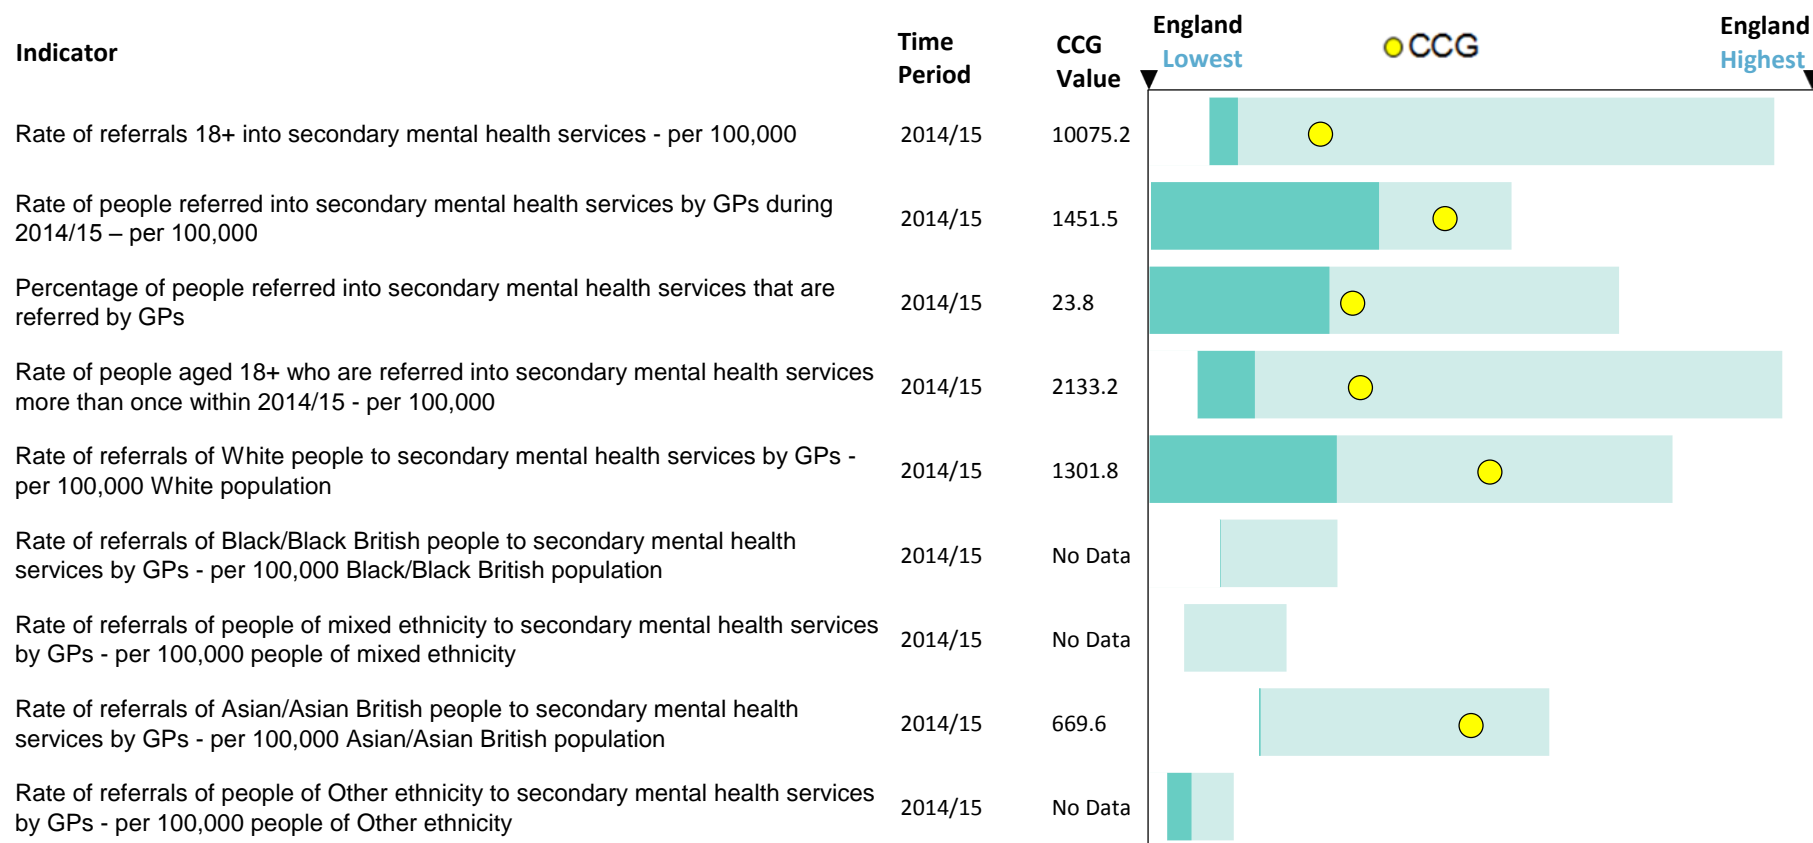 Indicator
Time
Period
CCG
Value
England
Lowest
CCG
England
Highest
Rate of referrals 18+ into secondary mental health services - per 100,000
2014/15
10075.2
Rate of people referred into secondary mental health services by GPs during
2014/15 – per 100,000
2014/15
1451.5
Percentage of people referred into secondary mental health services that are
referred by GPs
2014/15
23.8
Rate of people aged 18+ who are referred into secondary mental health services
more than once within 2014/15 - per 100,000
2014/15
2133.2
Rate of referrals of White people to secondary mental health services by GPs -
per 100,000 White population
2014/15
1301.8
Rate of referrals of Black/Black British people to secondary mental health
services by GPs - per 100,000 Black/Black British population
2014/15
No Data
Rate of referrals of people of mixed ethnicity to secondary mental health services
by GPs - per 100,000 people of mixed ethnicity
2014/15
No Data
Rate of referrals of Asian/Asian British people to secondary mental health
services by GPs - per 100,000 Asian/Asian British population
2014/15
669.6
Rate of referrals of people of Other ethnicity to secondary mental health services
by GPs - per 100,000 people of Other ethnicity
2014/15
No Data